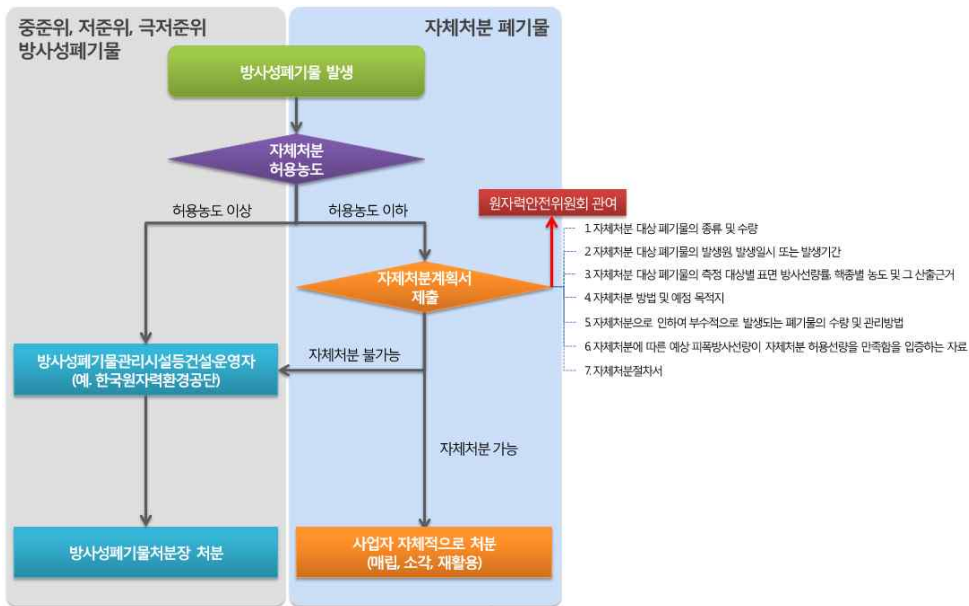 중준위, 저준위, 극저준위
방사성폐기물
자체처분 폐기물
방사성폐기물 발생
자체처분
허용농도
허용농도 이상
허용농도 이하
원자력안전위원회 관여
자제처분계획서
제출
1. 자체처분 대상 폐기물의 종류 및 수량
2. 자체처분 대상 폐기물의 발생원, 발생일시 또는 발생기간
3. 자체처분 대상 폐기물의 측정 대상별 표면 방사선량률, 핵종별 농도 및 그 산출근거
4. 자체처분 방법 및 예정 목적지
5. 자체처분으로 인하여 부수적으로 발생되는 폐기물의 수량 및 관리방법
6. 자체처분에 따른 예상 피폭방사선량이 자체처분 허용선량을 만족함을 입증하는 자료
7. 자체처분절차서
자체처분 불가능
방사성폐기물관리시설등건설·운영자
(예. 한국원자력환경공단)
자체처분 가능
방사성폐기물처분장 처분
사업자 자체적으로 처분
(매립, 소각, 재활용)